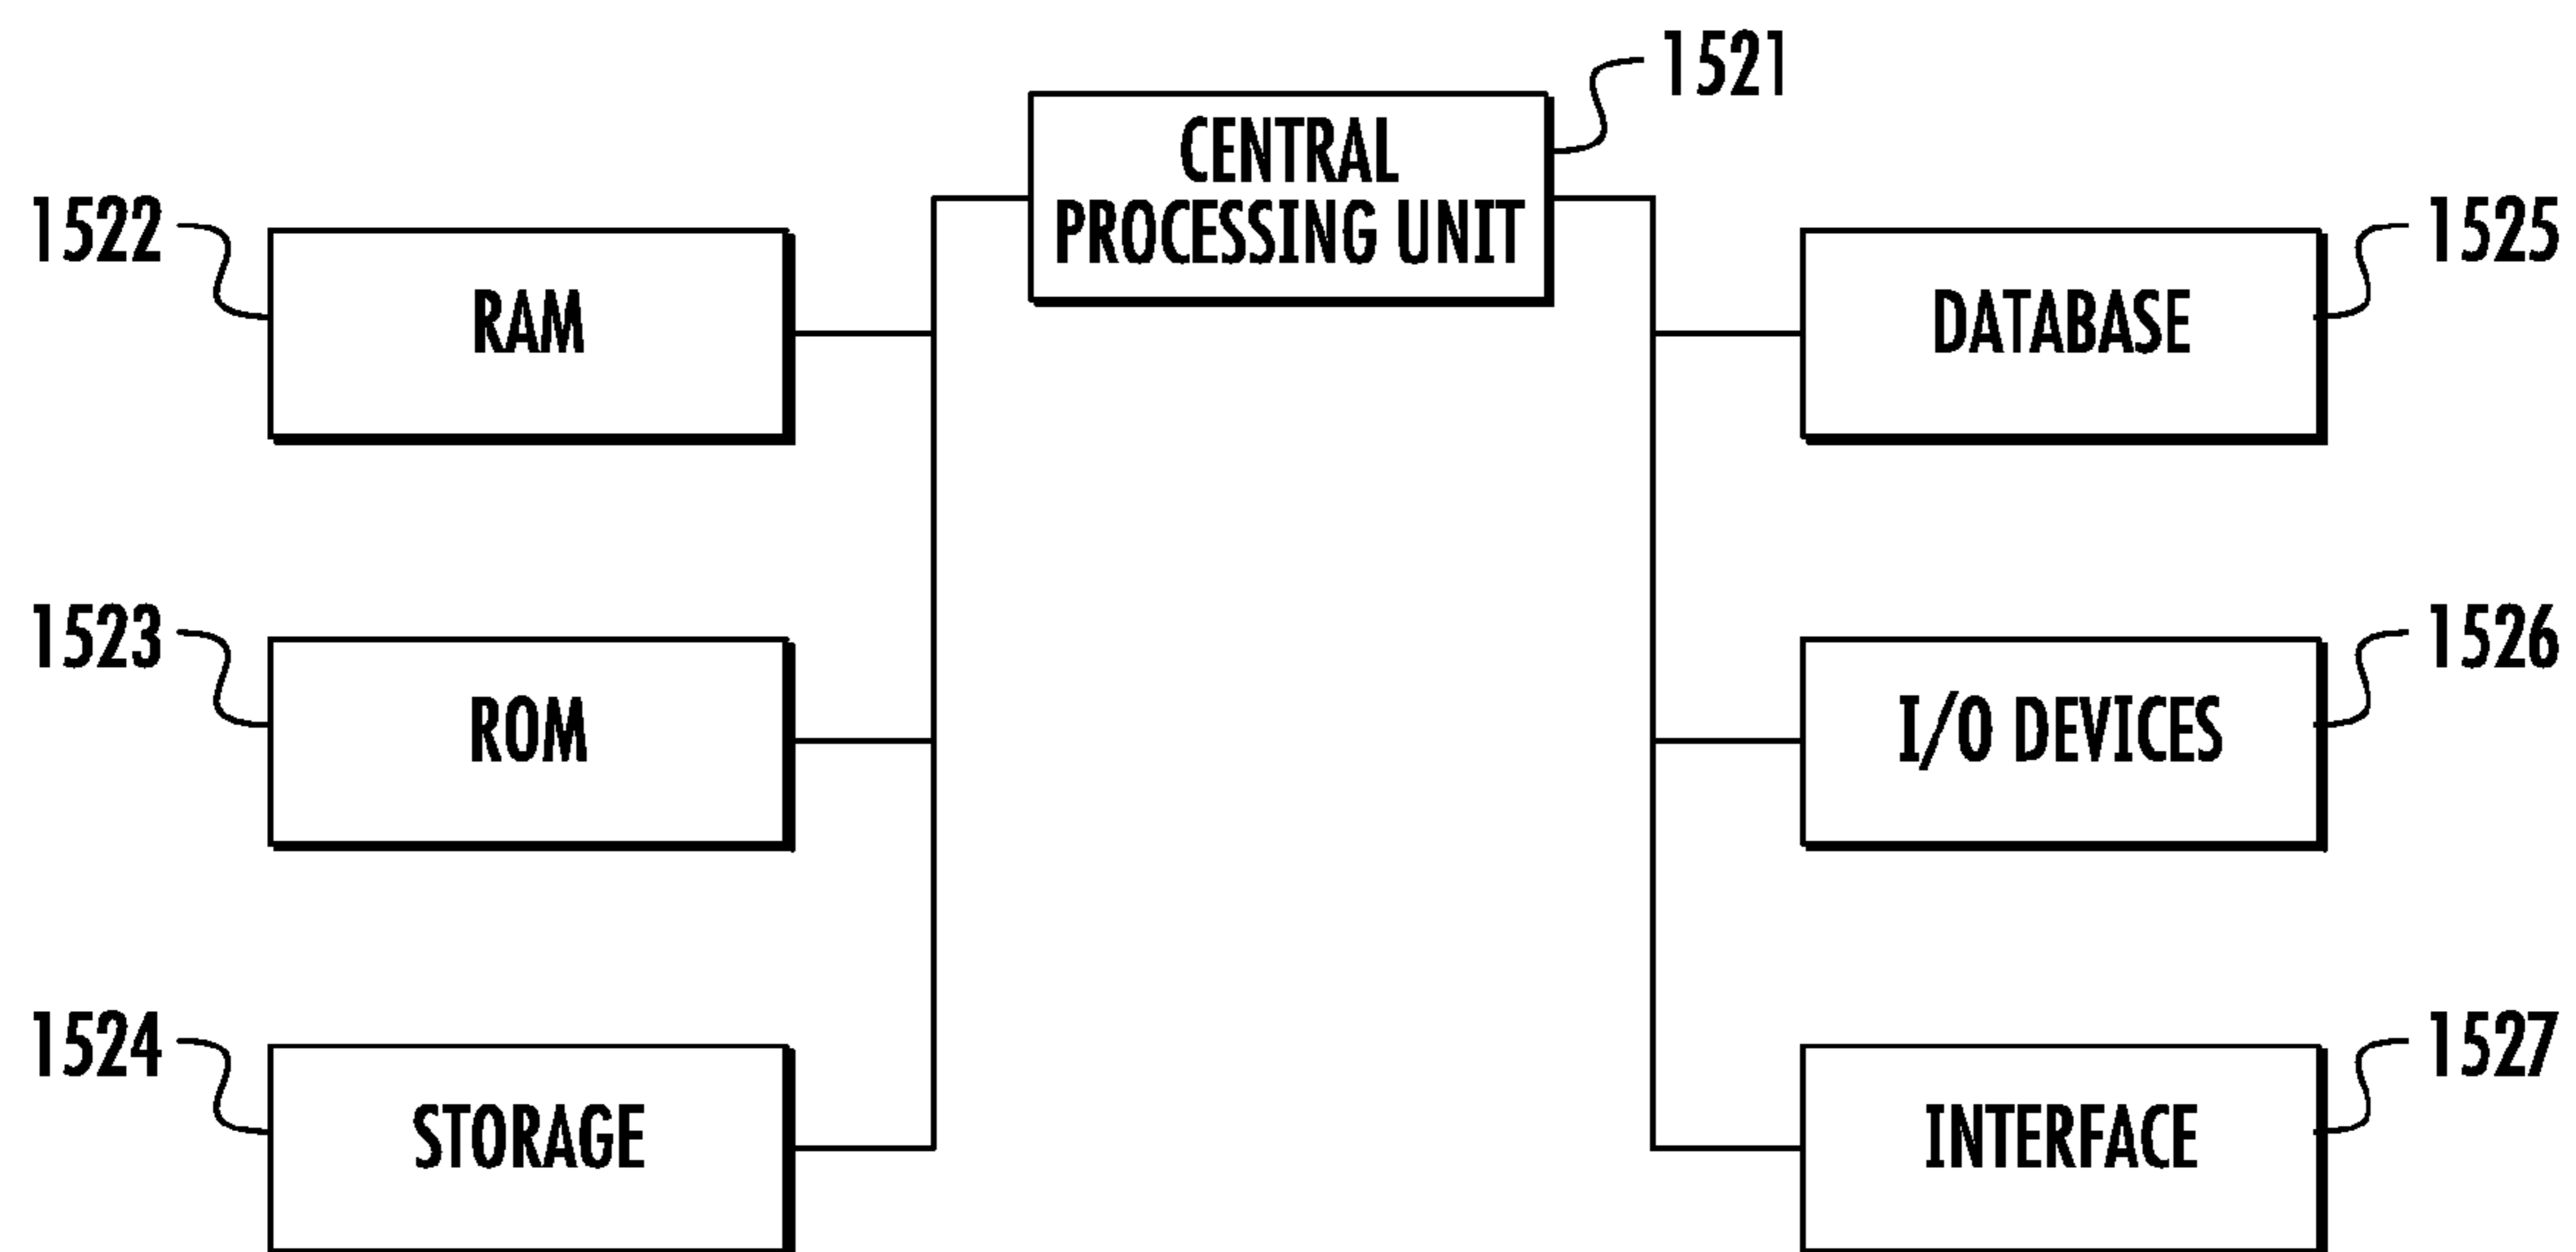 1521
CENTRAL
PROCESSING UNIT
1522
RAM
1525
DATABASE
1523
ROM
1526
I/O DEVICES
1524
STORAGE
1527
INTERFACE